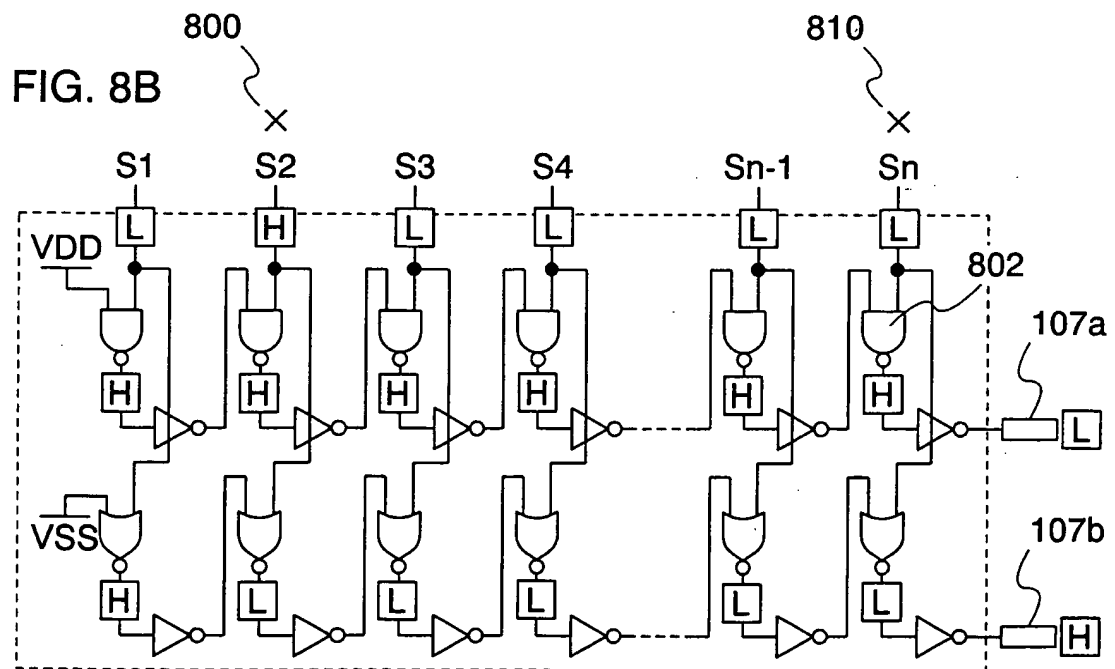 800
810
FIG. 8B
× ×
S1 S2 S3 S4 Sn-1 Sn
L H L L L L
VDD
802
107a
H H H H H H
L
VSS
107b
H L L L L L
H